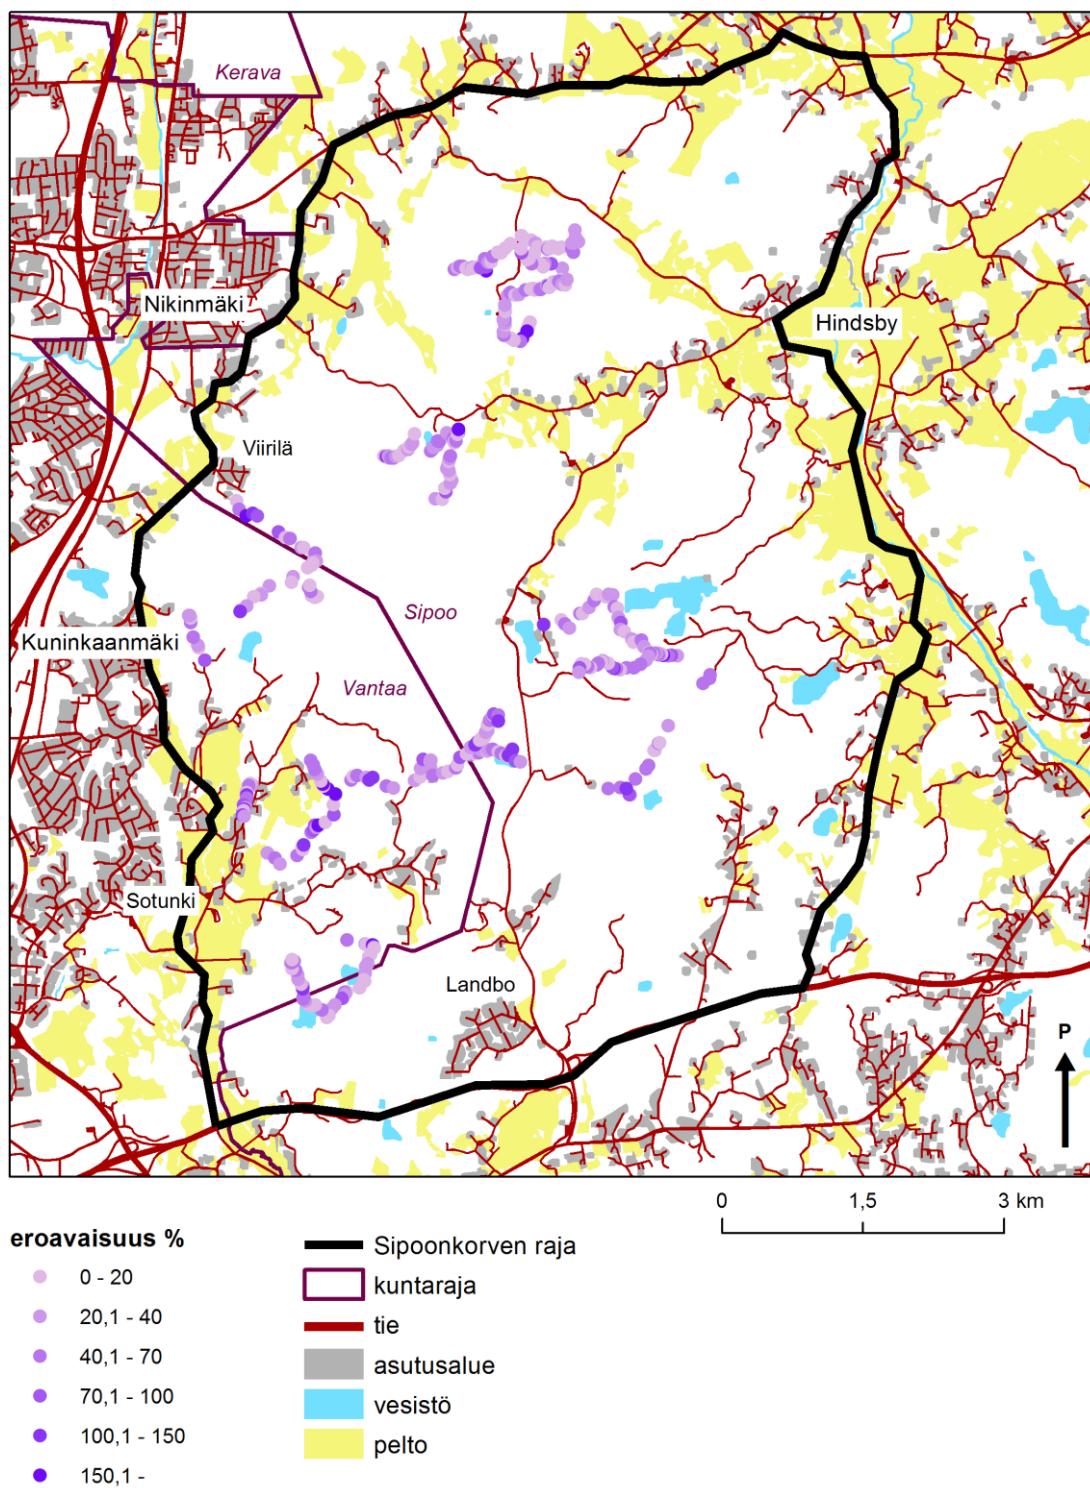 Kerava
Nikinmäki
Hindsby
Viirilä
Sipoo
Kuninkaanmäki
Vantaa
Sotunki
Landbo
P
0 1,5 3 km
eroavaisuus %
0 - 20
20,1 - 40
40,1 - 70
70,1 - 100
100,1 - 150
150,1 -
Sipoonkorven raja
kuntaraja
tie
asutusalue
vesistö
pelto